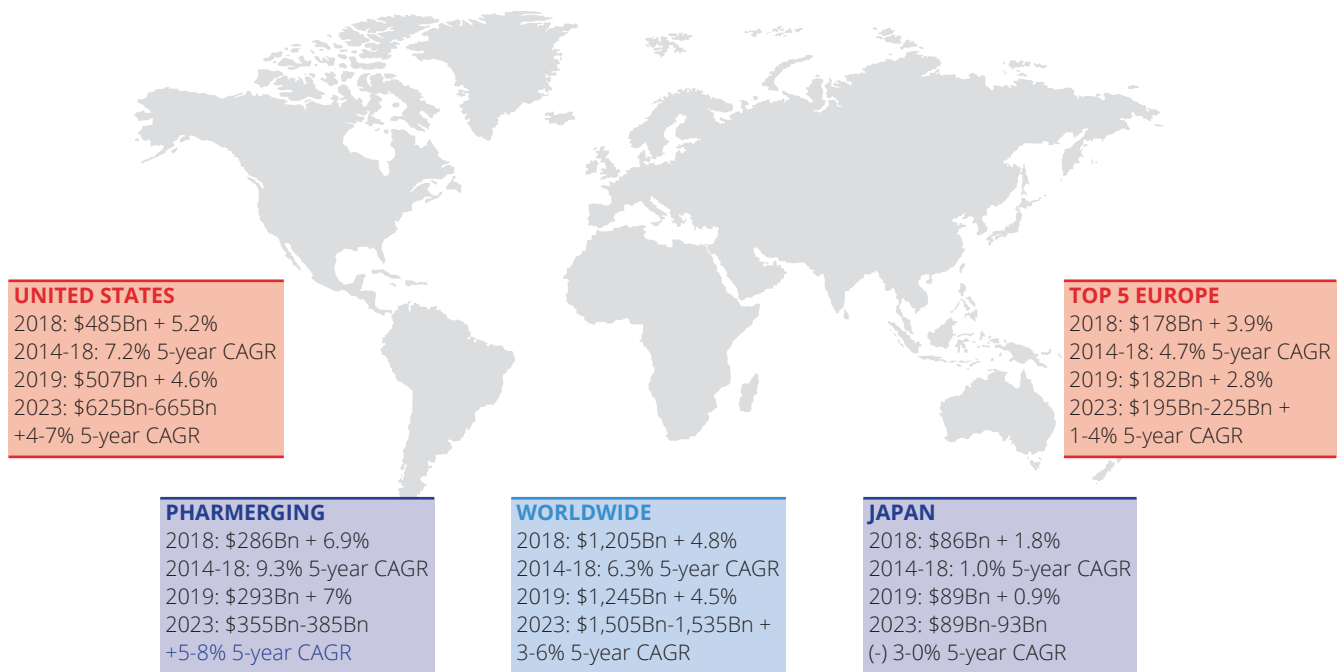 UNITED STATES
2018: $485Bn + 5.2%
2014-18: 7.2% 5-year CAGR
2019: $507Bn + 4.6%
2023: $625Bn-665Bn
+4-7% 5-year CAGR
TOP 5 EUROPE
2018: $178Bn + 3.9%
2014-18: 4.7% 5-year CAGR
2019: $182Bn + 2.8%
2023: $195Bn-225Bn +
1-4% 5-year CAGR
PHARMERGING
2018: $286Bn + 6.9%
2014-18: 9.3% 5-year CAGR
2019: $293Bn + 7%
2023: $355Bn-385Bn
+5-8% 5-year CAGR
WORLDWIDE
2018: $1,205Bn + 4.8%
2014-18: 6.3% 5-year CAGR
2019: $1,245Bn + 4.5%
2023: $1,505Bn-1,535Bn +
3-6% 5-year CAGR
JAPAN
2018: $86Bn + 1.8%
2014-18: 1.0% 5-year CAGR
2019: $89Bn + 0.9%
2023: $89Bn-93Bn
(-) 3-0% 5-year CAGR